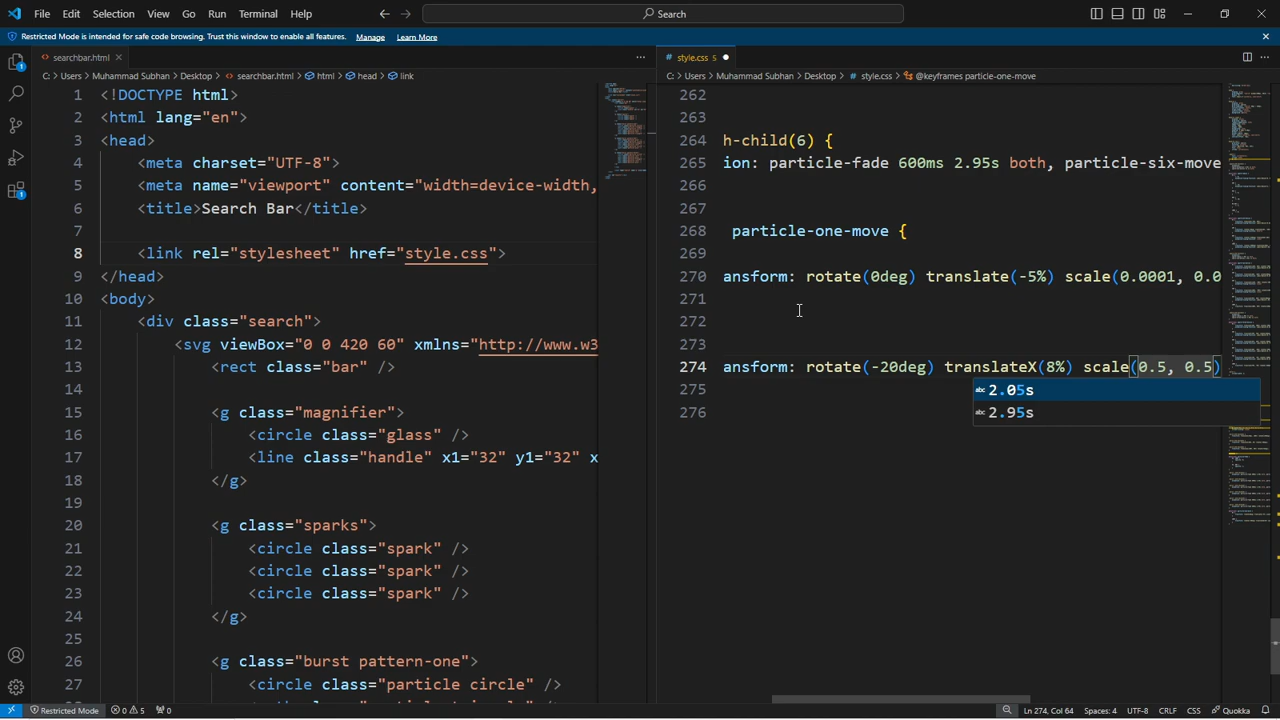 File Edit Selection View Go Run Terminal Help
Search
Restricted Mode is intended for safe code browsing. Trust this window to enable all features. Manage Learn More
searchbar.html
C: > Users > Muhammad Subhan > Desktop > searchbar.html > html > head > link
1 <!DOCTYPE html>
2 <html lang="en">
3 <head>
4 <meta charset="UTF-8">
5 <meta name="viewport" content="width=device-width,
6 <title>Search Bar</title>
7
8 <link rel="stylesheet" href="style.css">
9 </head>
10 <body>
11 <div class="search">
12 <svg viewBox="0 0 420 60" xmlns="http://www.w3
13 <rect class="bar" />
14
15 <g class="magnifier">
16 <circle class="glass" />
17 <line class="handle" x1="32" y1="32" x
18 </g>
19
20 <g class="sparks">
21 <circle class="spark" />
22 <circle class="spark" />
23 <circle class="spark" />
24 </g>
25
26 <g class="burst pattern-one">
27 <circle class="particle circle" />
# style.css
C: > Users > Muhammad Subhan > Desktop > # style.css > @keyframes particle-one-move
262
263
264 h-child(6) {
265 ion: particle-fade 600ms 2.95s both, particle-six-move
266
267
268 particle-one-move {
269
270 ansform: rotate(0deg) translate(-5%) scale(0.0001, 0.0
271
272
273
274 ansform: rotate(-20deg) translateX(8%) scale(0.5, 0.5)
abc 2.05s
abc 2.95s
275
276
Restricted Mode 0 5 0
Ln 274, Col 64 Spaces: 4 UTF-8 CRLF CSS Quokka